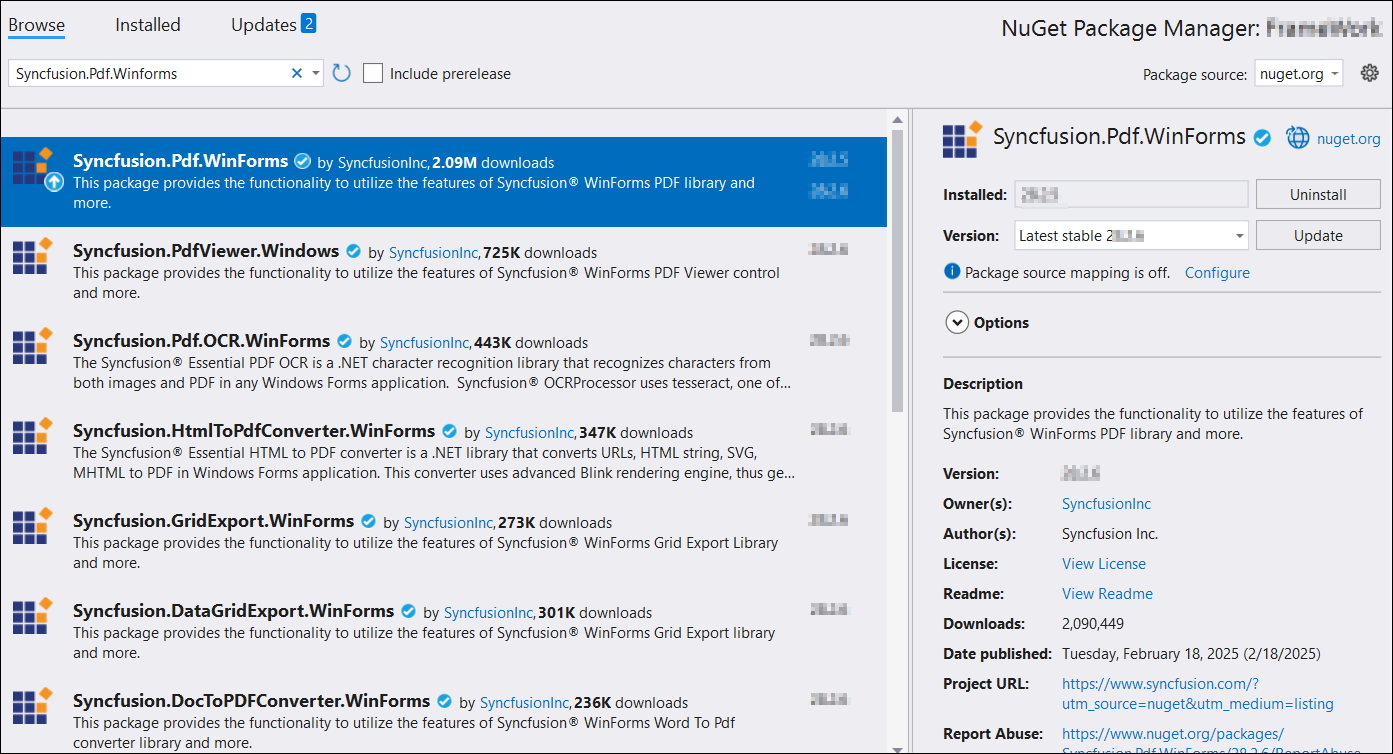 Browse Installed Updates 2
NuGet Package Manager:
Syncfusion.Pdf.Winforms
Include prerelease
Package source: nuget.org
Syncfusion.Pdf.WinForms by SyncfusionInc, 2.09M downloads
This package provides the functionality to utilize the features of Syncfusion® WinForms PDF library and
more.
Syncfusion.PdfViewer.Windows by SyncfusionInc, 725K downloads
This package provides the functionality to utilize the features of Syncfusion® WinForms PDF Viewer control
and more.
Syncfusion.Pdf.OCR.WinForms by SyncfusionInc, 443K downloads
The Syncfusion® Essential PDF OCR is a .NET character recognition library that recognizes characters from
both images and PDF in any Windows Forms application. Syncfusion® OCRProcessor uses tesseract, one of...
Syncfusion.HtmlToPdfConverter.WinForms by SyncfusionInc, 347K downloads
The Syncfusion® Essential HTML to PDF converter is a .NET library that converts URLs, HTML string, SVG,
MHTML to PDF in Windows Forms application. This converter uses advanced Blink rendering engine, thus ge...
Syncfusion.GridExport.WinForms by SyncfusionInc, 273K downloads
This package provides the functionality to utilize the features of Syncfusion® WinForms Grid Export Library
and more.
Syncfusion.DataGridExport.WinForms by SyncfusionInc, 301K downloads
This package provides the functionality to utilize the features of Syncfusion® WinForms Grid Export library
and more.
Syncfusion.DocToPDFConverter.WinForms by SyncfusionInc, 236K downloads
This package provides the functionality to utilize the features of Syncfusion® WinForms Word To Pdf
converter library and more.
Syncfusion.Pdf.WinForms nuget.org
Installed: Uninstall
Version: Latest stable Update
Package source mapping is off. Configure
Options
Description
This package provides the functionality to utilize the features of
Syncfusion® WinForms PDF library and more.
Version:
Owner(s): SyncfusionInc
Author(s): Syncfusion Inc.
License: View License
Readme: View Readme
Downloads: 2,090,449
Date published: Tuesday, February 18, 2025 (2/18/2025)
Project URL: https://www.syncfusion.com/?
utm_source=nuget&utm_medium=listing
Report Abuse: https://www.nuget.org/packages/
Syncfusion.Pdf.WinForms/28.2.6/ReportAbuse